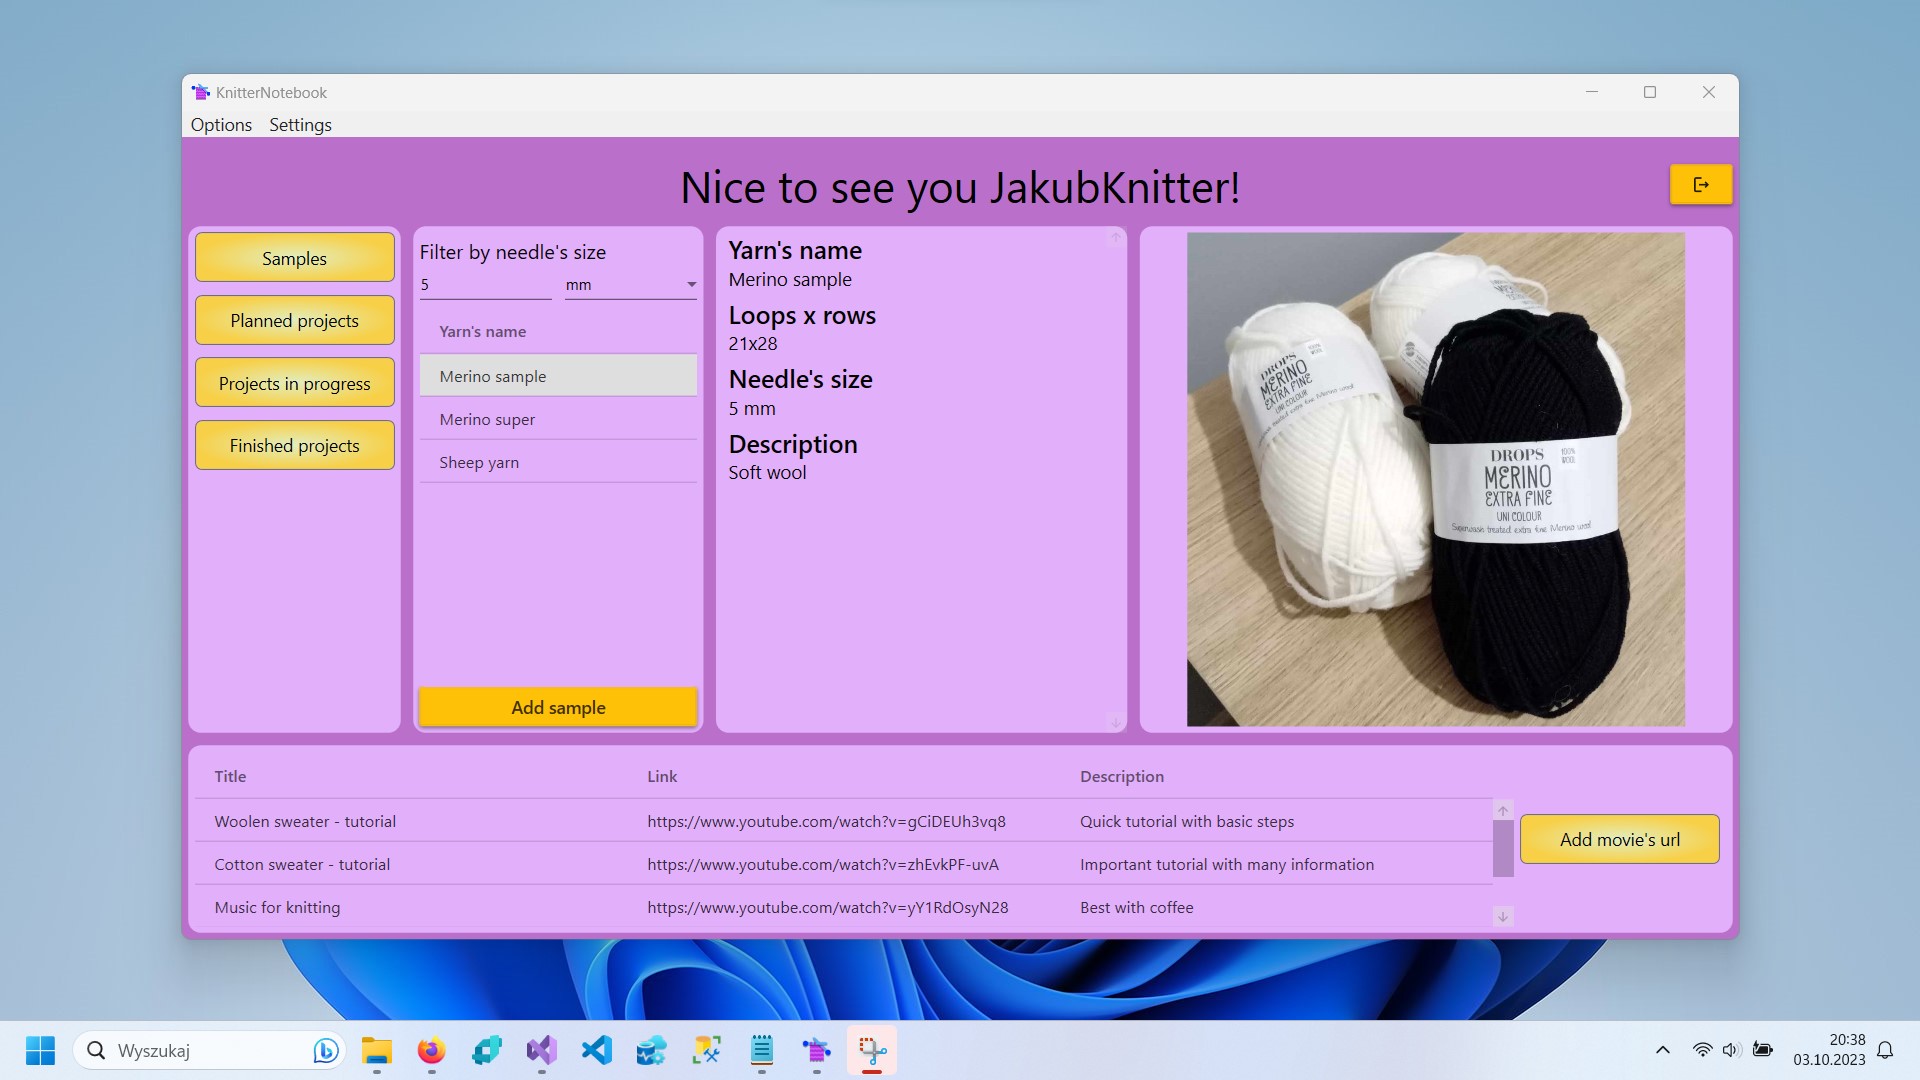 KnitterNotebook
Options Settings
Nice to see you JakubKnitter!
Samples
Planned projects
Projects in progress
Finished projects
Filter by needle's size
5 mm
Yarn's name
Merino sample
Merino super
Sheep yarn
Add sample
Yarn's name
Merino sample
Loops x rows
21x28
Needle's size
5 mm
Description
Soft wool
DROPS
MERINO
EXTRA FINE
UNI COLOUR
DROPS
100% WOOL
MERINO
EXTRA FINE
UNI COLOUR
Superwash treated extra fine Merino wool
Title Link Description
Woolen sweater - tutorial https://www.youtube.com/watch?v=gCiDEUh3vq8 Quick tutorial with basic steps
Cotton sweater - tutorial https://www.youtube.com/watch?v=zhEvkPF-uvA Important tutorial with many information
Music for knitting https://www.youtube.com/watch?v=yY1RdOsyN28 Best with coffee
Add movie's url
Wyszukaj
20:38
03.10.2023